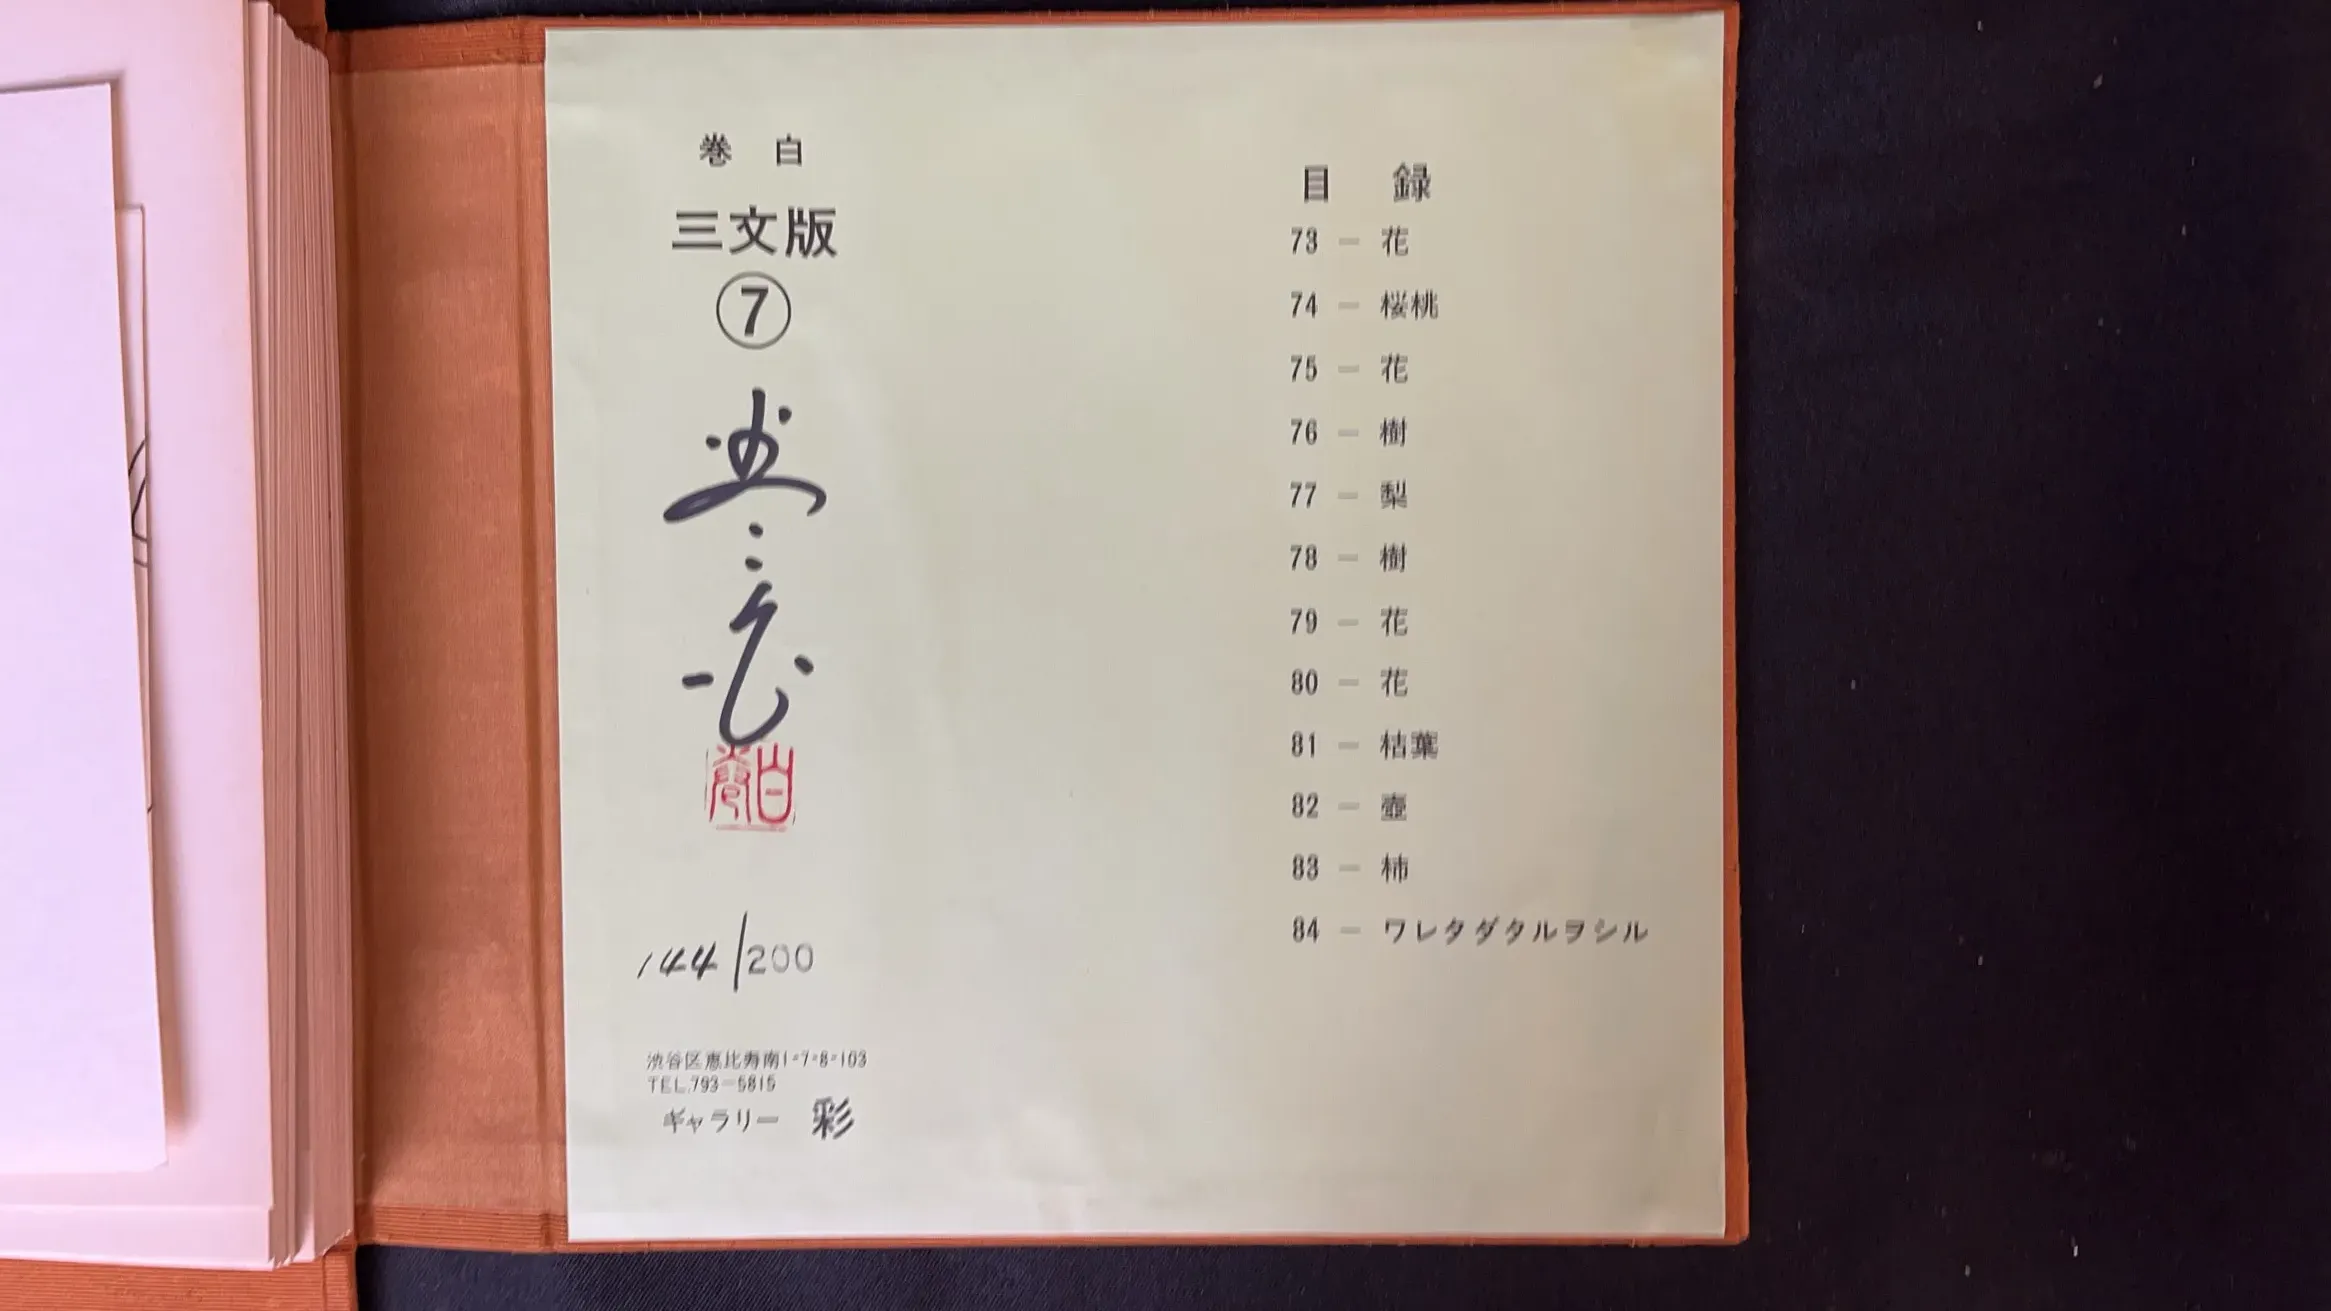 巻白
三文版
⑦
144/200
渋谷区恵比寿南1-7-8-103
TEL.793-5815
ギャラリー 彩
目録
73 — 花
74 — 桜桃
75 — 花
76 — 樹
77 — 梨
78 — 樹
79 — 花
80 — 花
81 — 枯葉
82 — 壺
83 — 柿
84 — ワレタダタルヲシル